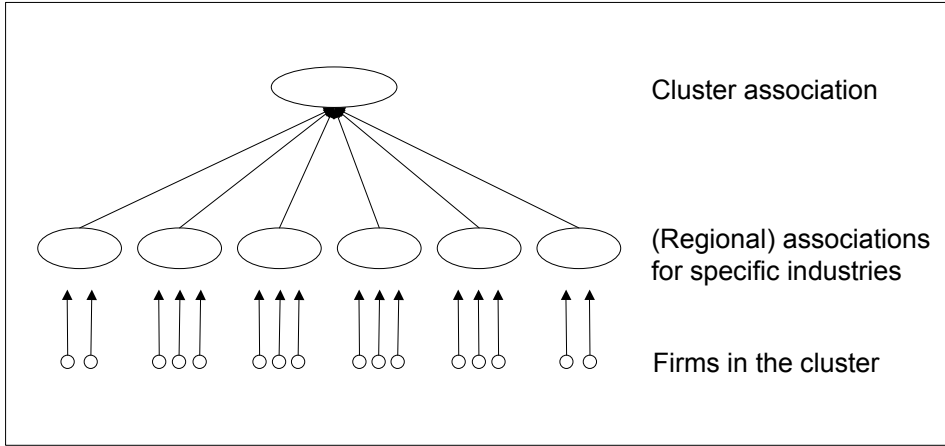 Cluster association
(Regional) associations
for specific industries
Firms in the cluster